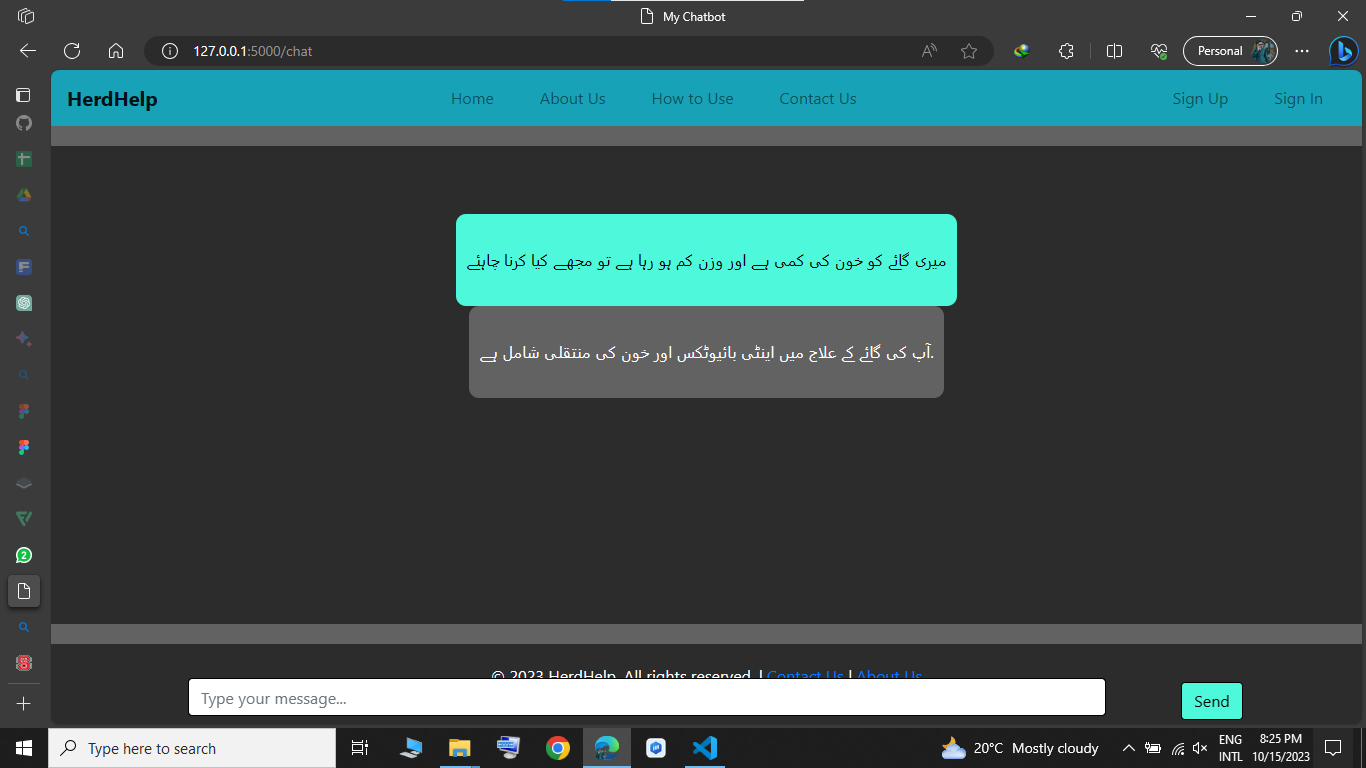 My Chatbot
127.0.0.1:5000/chat
Personal
HerdHelp
Home
About Us
How to Use
Contact Us
Sign Up
Sign In
میری گائے کو خون کی کمی ہے اور وزن کم ہو رہا ہے تو مجھے کیا کرنا چاہئے
آپ کی گائے کے علاج میں اینٹی بائیوٹکس اور خون کی منتقلی شامل ہے.
© 2023 HerdHelp. All rights reserved. | Contact Us | About Us
Type your message...
Send
2
Type here to search
20°C Mostly cloudy
ENG
INTL
8:25 PM
10/15/2023